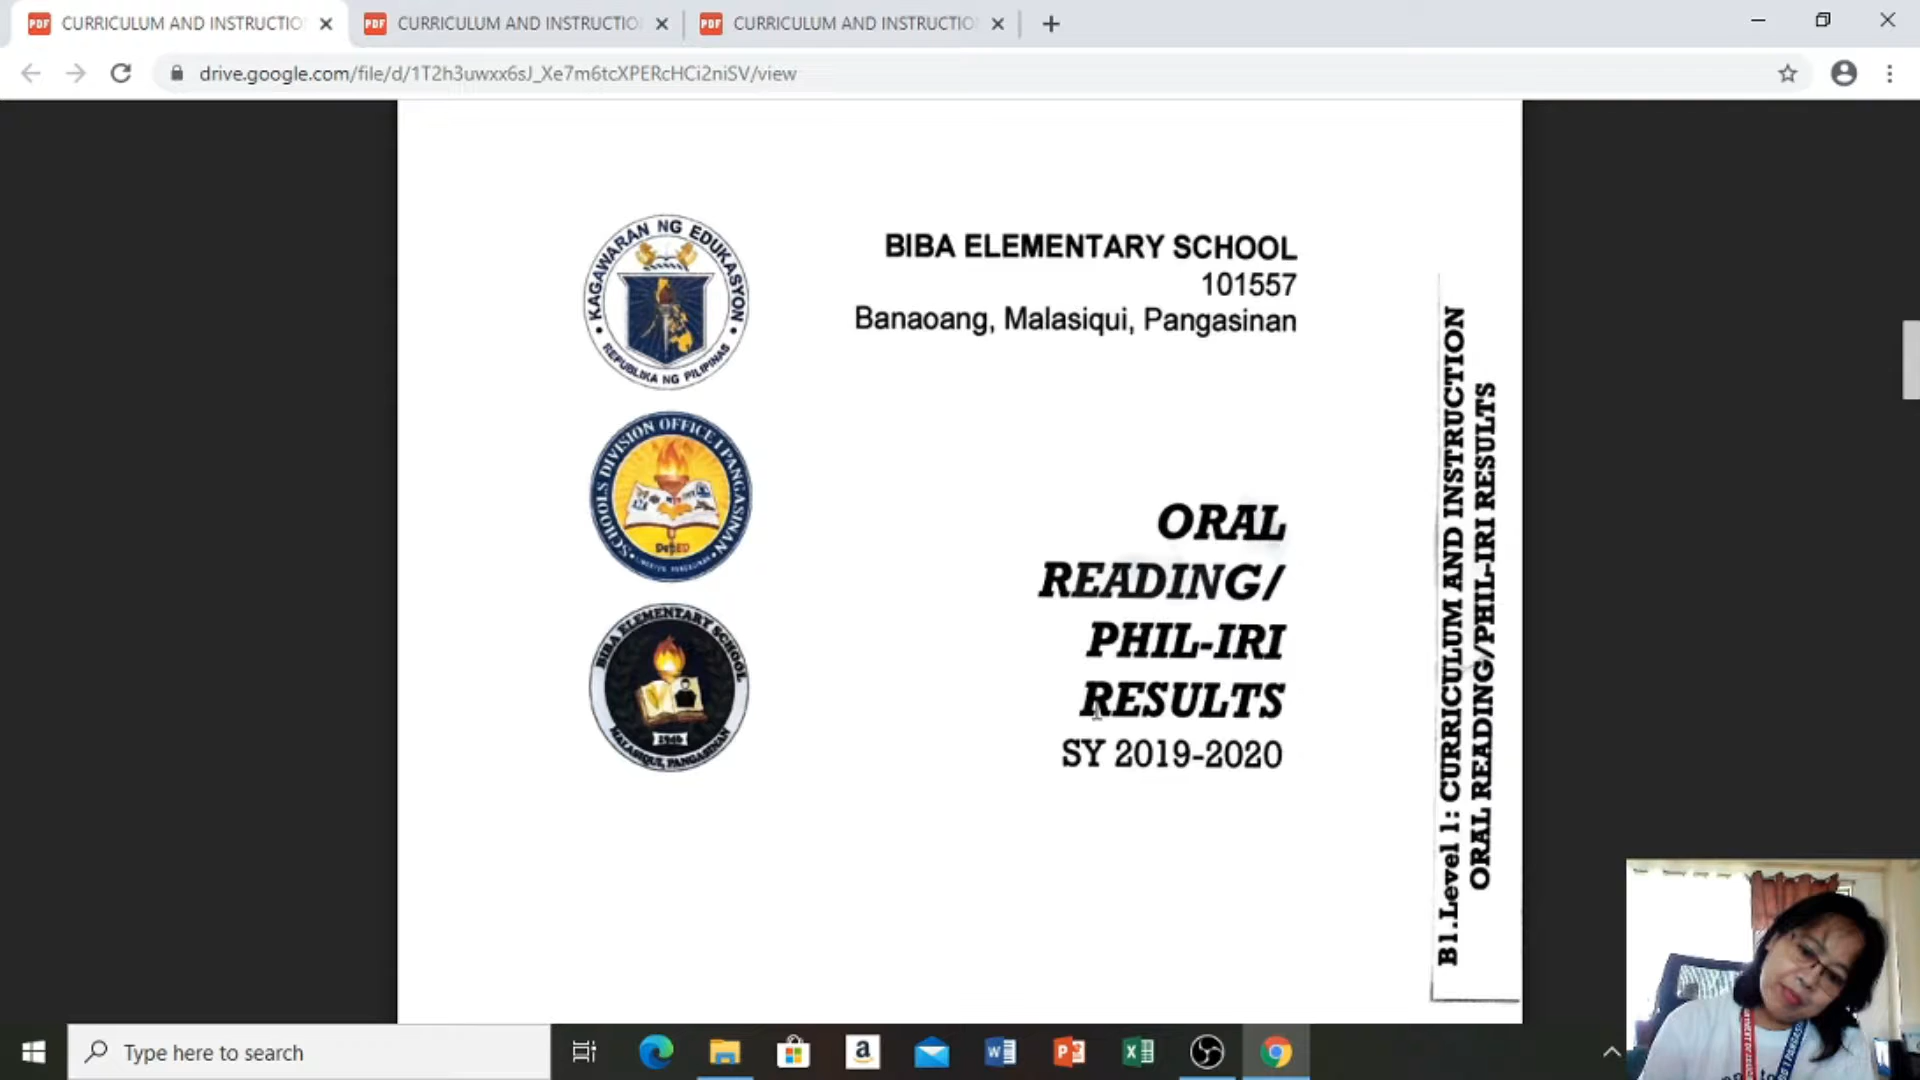 CURRICULUM AND INSTRUCTIO
CURRICULUM AND INSTRUCTIO
CURRICULUM AND INSTRUCTIO
drive.google.com/file/d/1T2h3uwxx6sJ_Xe7m6tcXPERcHCi2niSV/view
KAGAWARAN NG EDUKASYON
REPUBLIKA NG PILIPINAS
BIBA ELEMENTARY SCHOOL
101557
Banaoang, Malasiqui, Pangasinan
SCHOOLS DIVISION OFFICE I PANGASINAN
DepED
ORAL
READING/
PHIL-IRI
RESULTS
SY 2019-2020
BIBA ELEMENTARY SCHOOL
MALASIQUI, PANGASINAN
B1.Level 1: CURRICULUM AND INSTRUCTION
ORAL READING/PHIL-IRI RESULTS
Type here to search